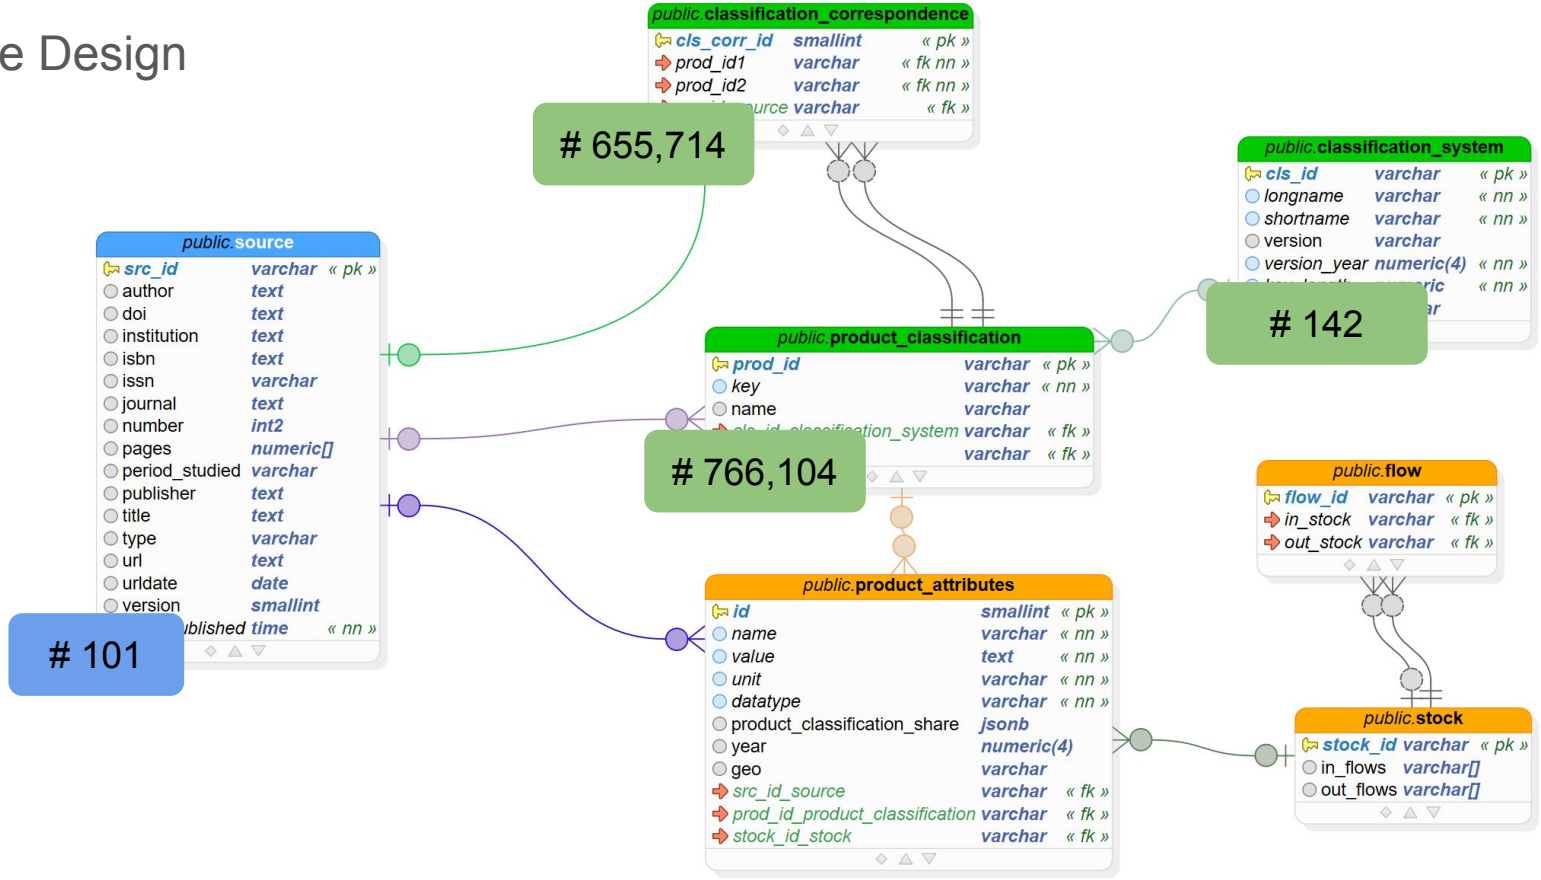 e Design
public.classification_correspondence
cls_corr_id smallint « pk »
prod_id1 varchar « fk nn »
prod_id2 varchar « fk nn »
varchar « fk »
# 655,714
public.classification_system
cls_id varchar « pk »
longname varchar « nn »
shortname varchar « nn »
version varchar
version_year numeric(4) « nn »
« nn »
# 142
public.source
src_id varchar « pk »
author text
doi text
institution text
isbn text
issn varchar
journal text
number int2
pages numeric[]
period_studied varchar
publisher text
title text
type varchar
url text
urldate date
version smallint
ublished time « nn »
# 101
public.product_classification
prod_id varchar « pk »
key varchar « nn »
name varchar
cls_id_classification_system varchar « fk »
varchar « fk »
# 766,104
public.flow
flow_id varchar « pk »
in_stock varchar « fk »
out_stock varchar « fk »
public.product_attributes
id smallint « pk »
name varchar « nn »
value text « nn »
unit varchar « nn »
datatype varchar « nn »
product_classification_share jsonb
year numeric(4)
geo varchar
src_id_source varchar « fk »
prod_id_product_classification varchar « fk »
stock_id_stock varchar « fk »
public.stock
stock_id varchar « pk »
in_flows varchar[]
out_flows varchar[]